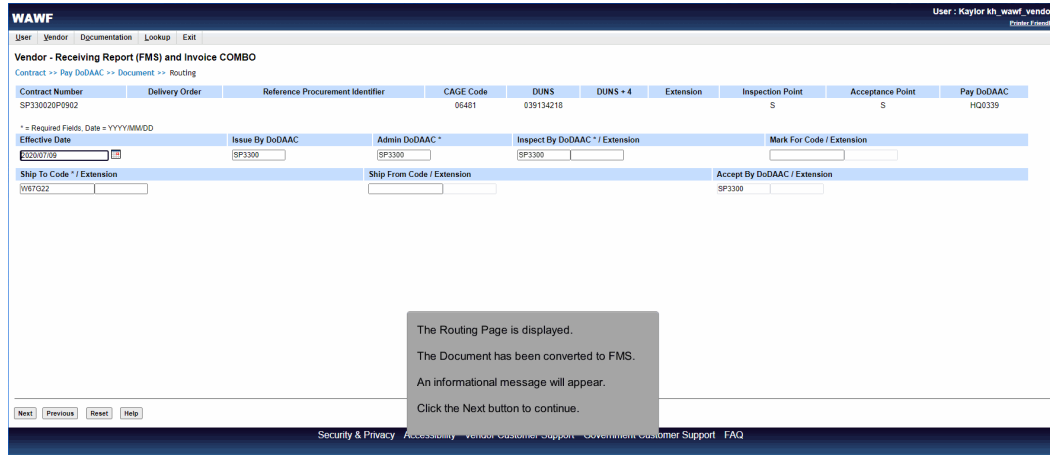 WAWF
User : Kaylor kh_wawf_vendo
Printer Friend
User Vendor Documentation Lookup Exit
Vendor - Receiving Report (FMS) and Invoice COMBO
Contract >> Pay DoDAAC >> Document >> Routing
Contract Number Delivery Order Reference Procurement Identifier CAGE Code DUNS DUNS + 4 Extension Inspection Point Acceptance Point Pay DoDAAC
SP330020P0902 06481 039134218 S S HQ0339
* = Required Fields, Date = YYYY/MM/DD
Effective Date Issue By DoDAAC Admin DoDAAC * Inspect By DoDAAC * / Extension Mark For Code / Extension
2020/07/09 SP3300 SP3300 SP3300
Ship To Code * / Extension Ship From Code / Extension Accept By DoDAAC / Extension
W67G22 SP3300
The Routing Page is displayed.
The Document has been converted to FMS.
An informational message will appear.
Click the Next button to continue.
Next Previous Reset Help
Security & Privacy Accessibility Vendor Customer Support Government Customer Support FAQ